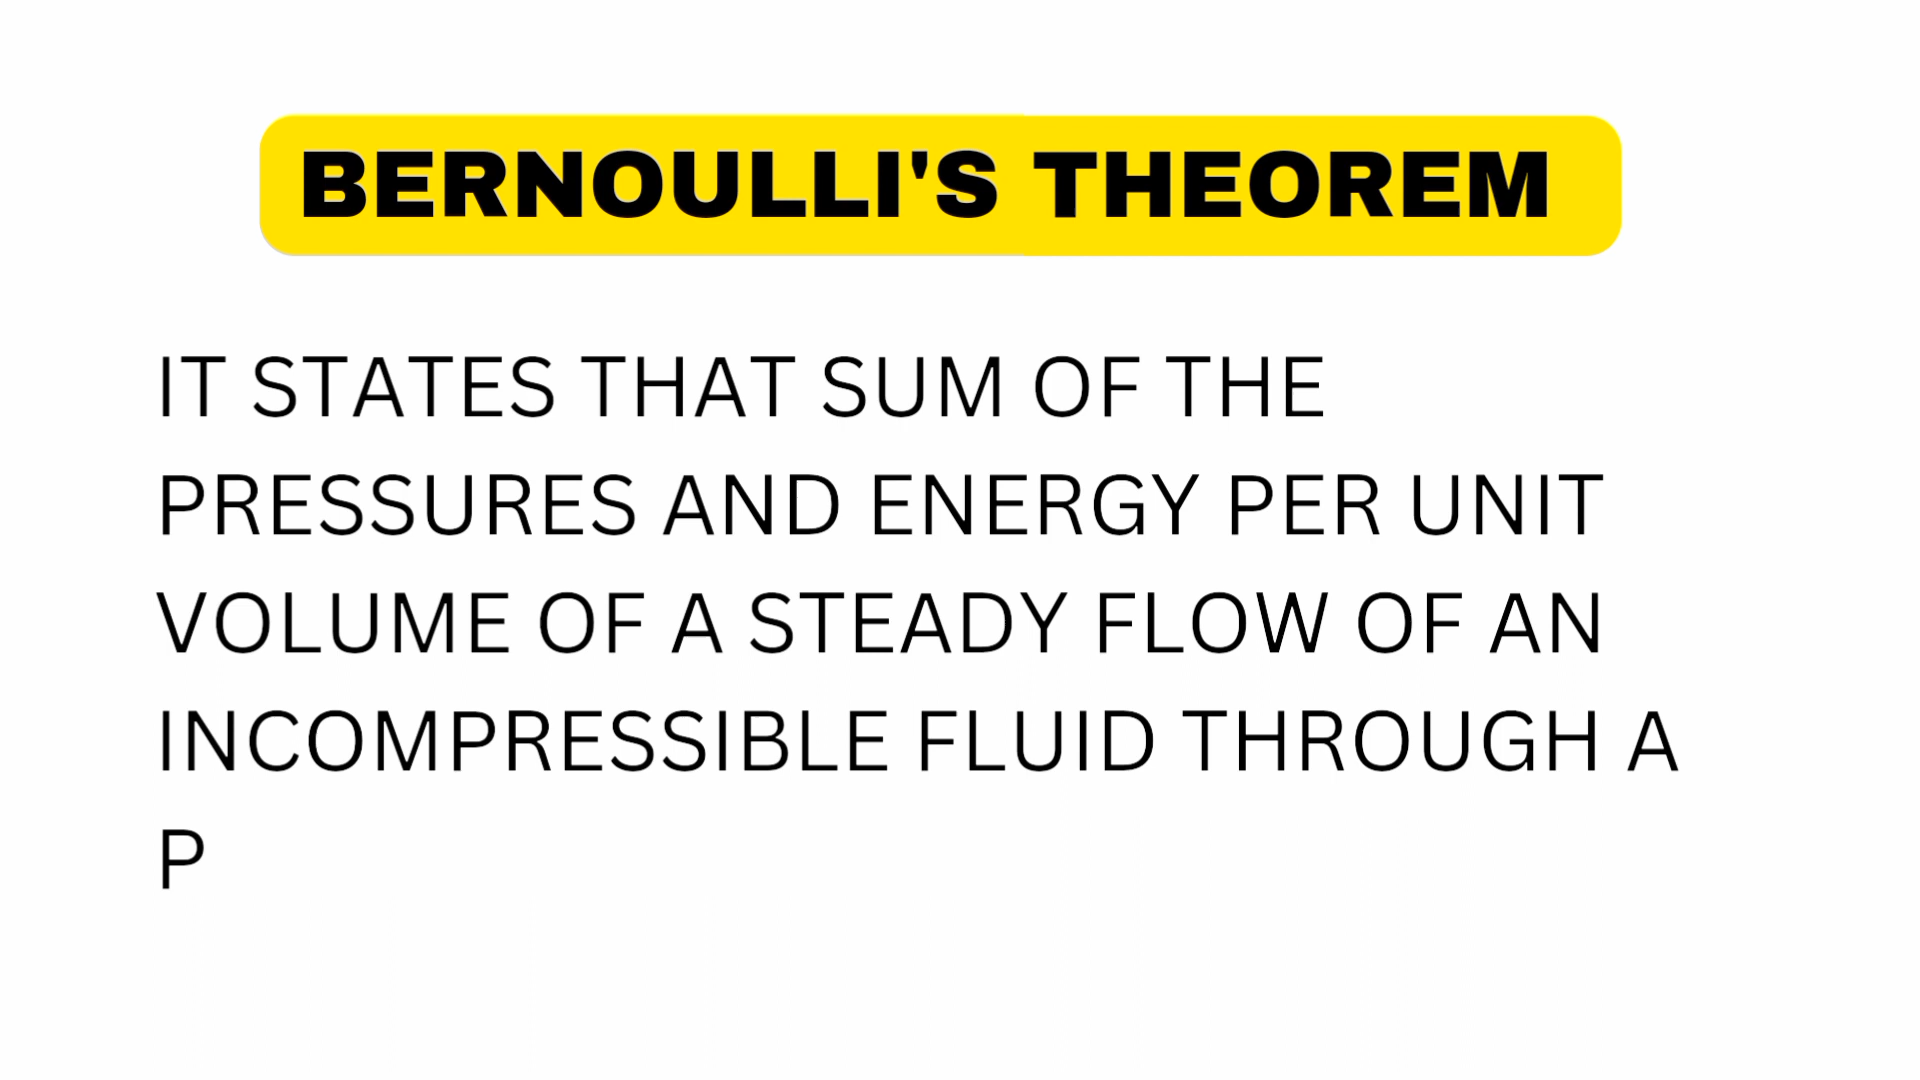 BERNOULLI'S THEOREM
IT STATES THAT SUM OF THE
PRESSURES AND ENERGY PER UNIT
VOLUME OF A STEADY FLOW OF AN
INCOMPRESSIBLE FLUID THROUGH A
P